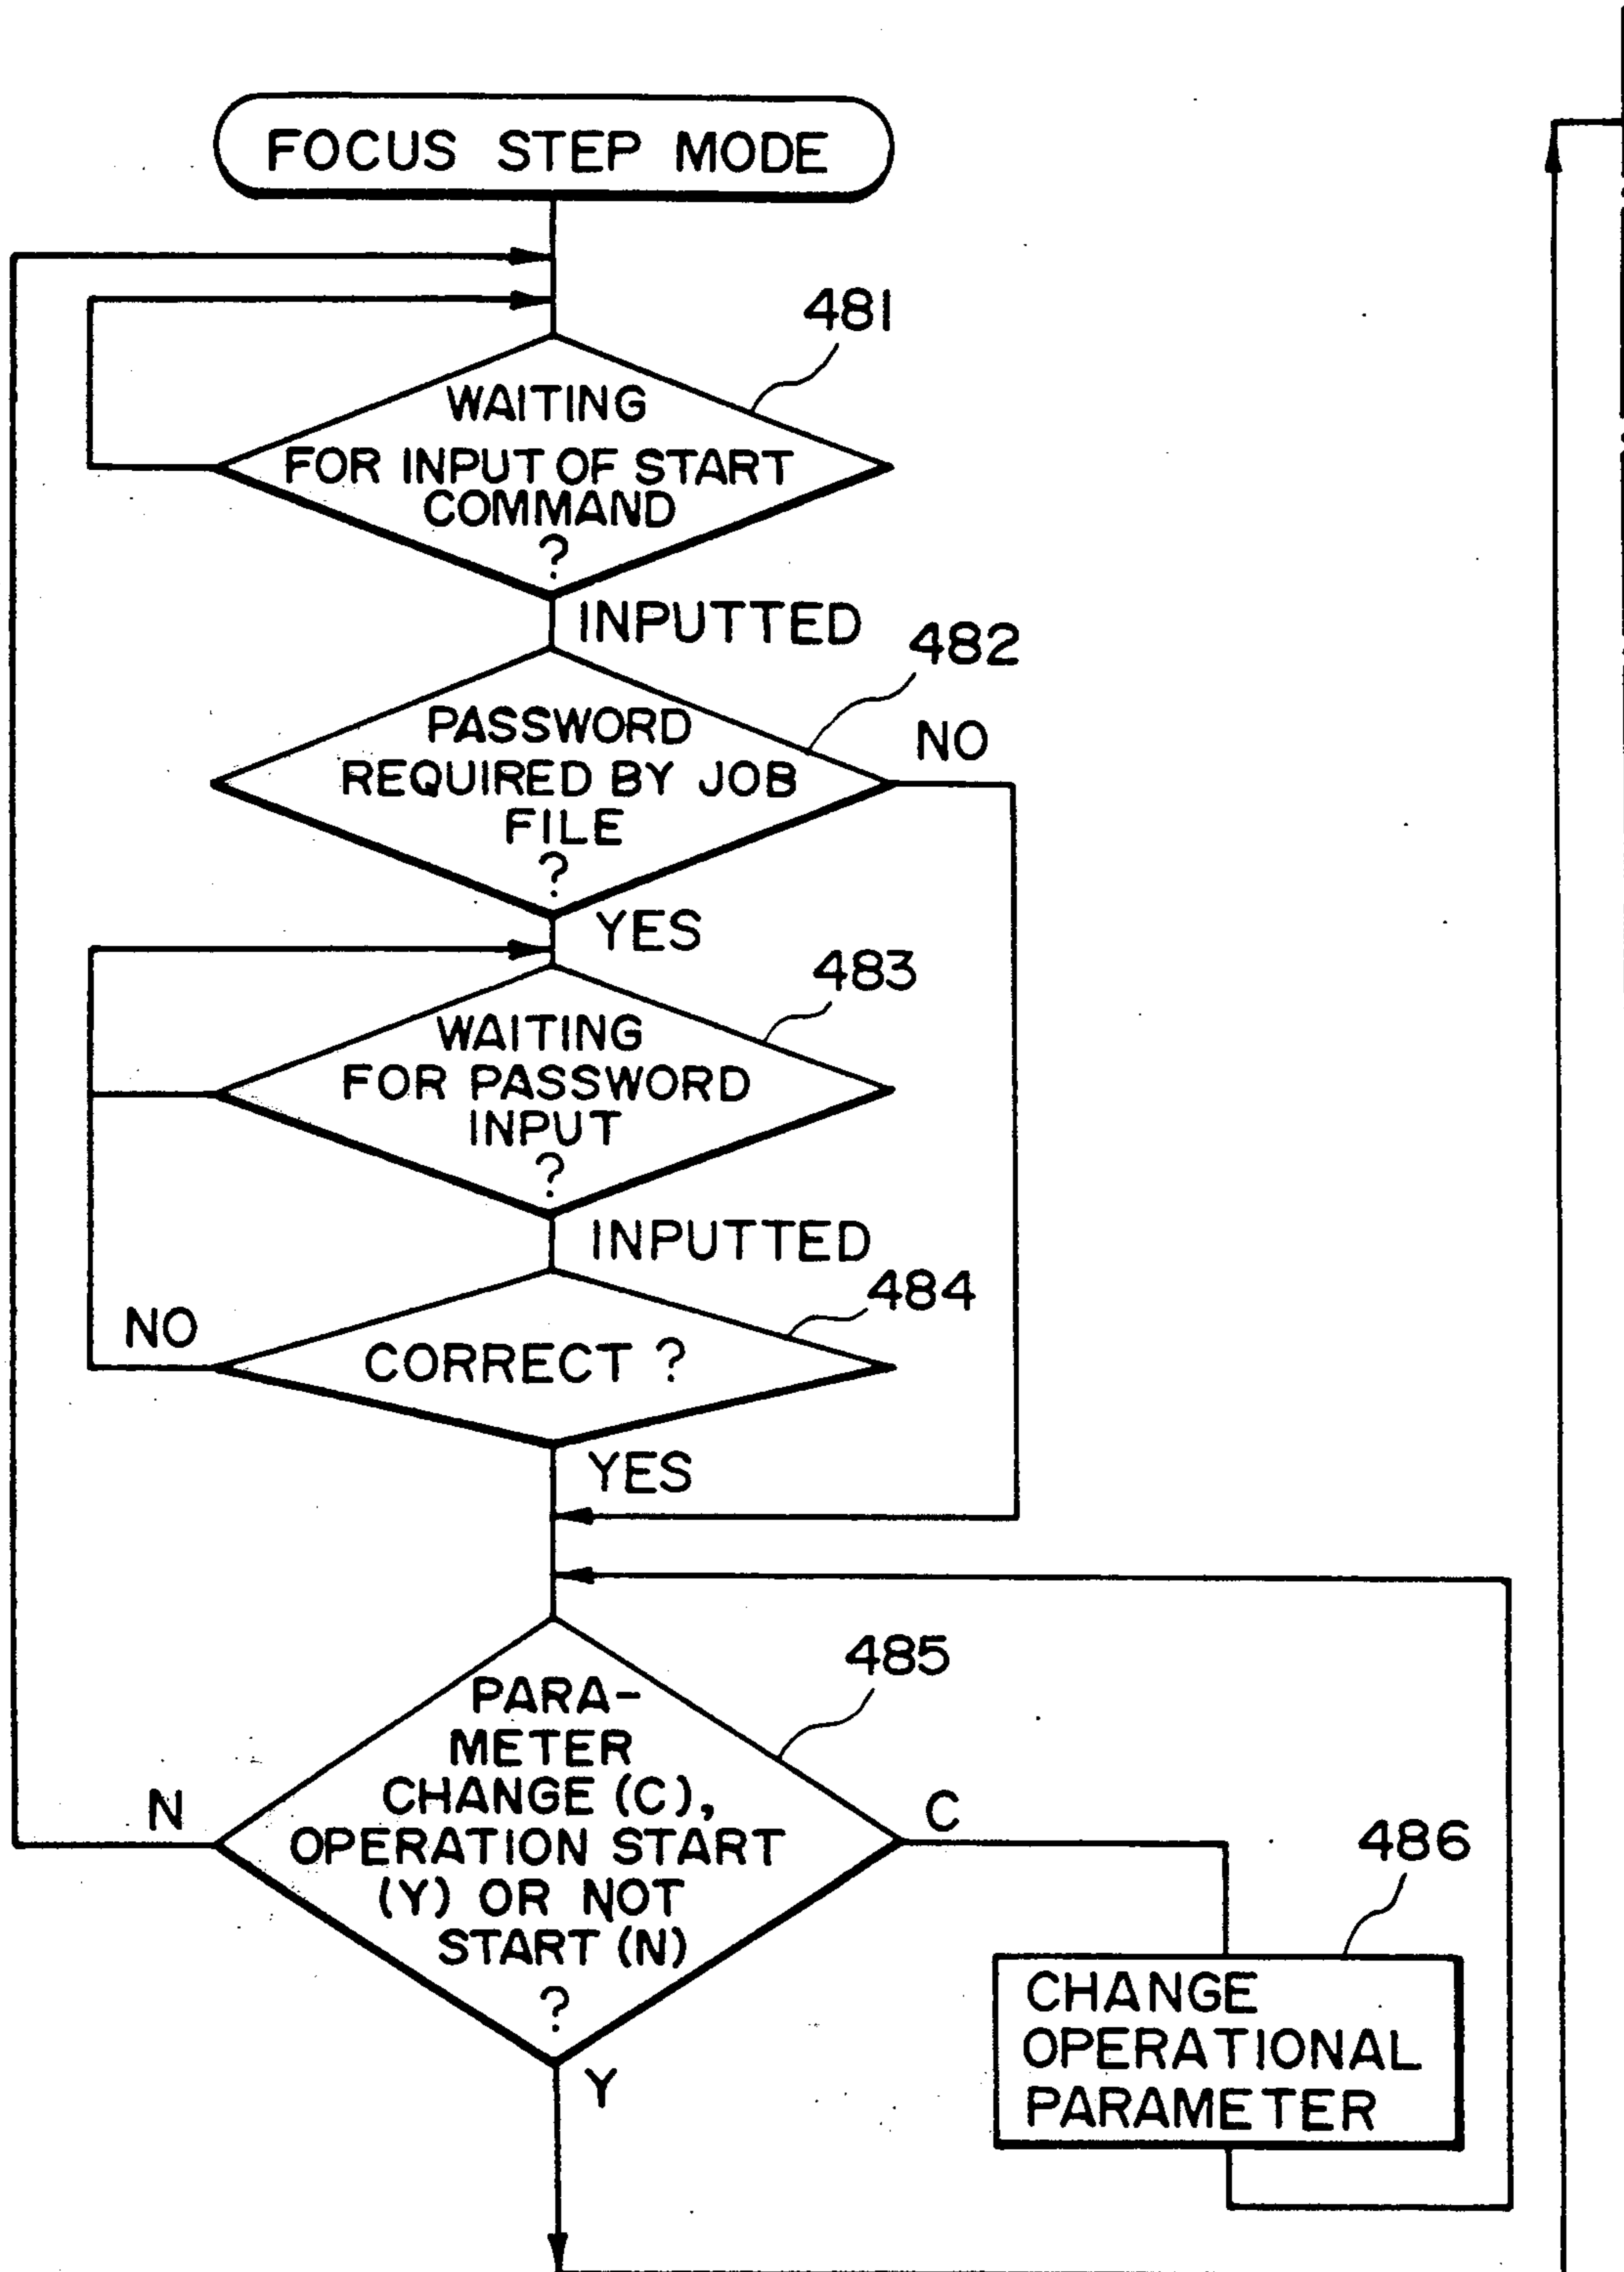 FOCUS STEP MODE
481
WAITING
FOR INPUT OF START
COMMAND
?
INPUTTED
482
PASSWORD
REQUIRED BY JOB
FILE
?
NO
YES
483
WAITING
FOR PASSWORD
INPUT
?
INPUTTED
484
NO
CORRECT ?
YES
485
PARA-
METER
CHANGE (C),
OPERATION START
(Y) OR NOT
START (N)
?
N
C
486
CHANGE
OPERATIONAL
PARAMETER
Y